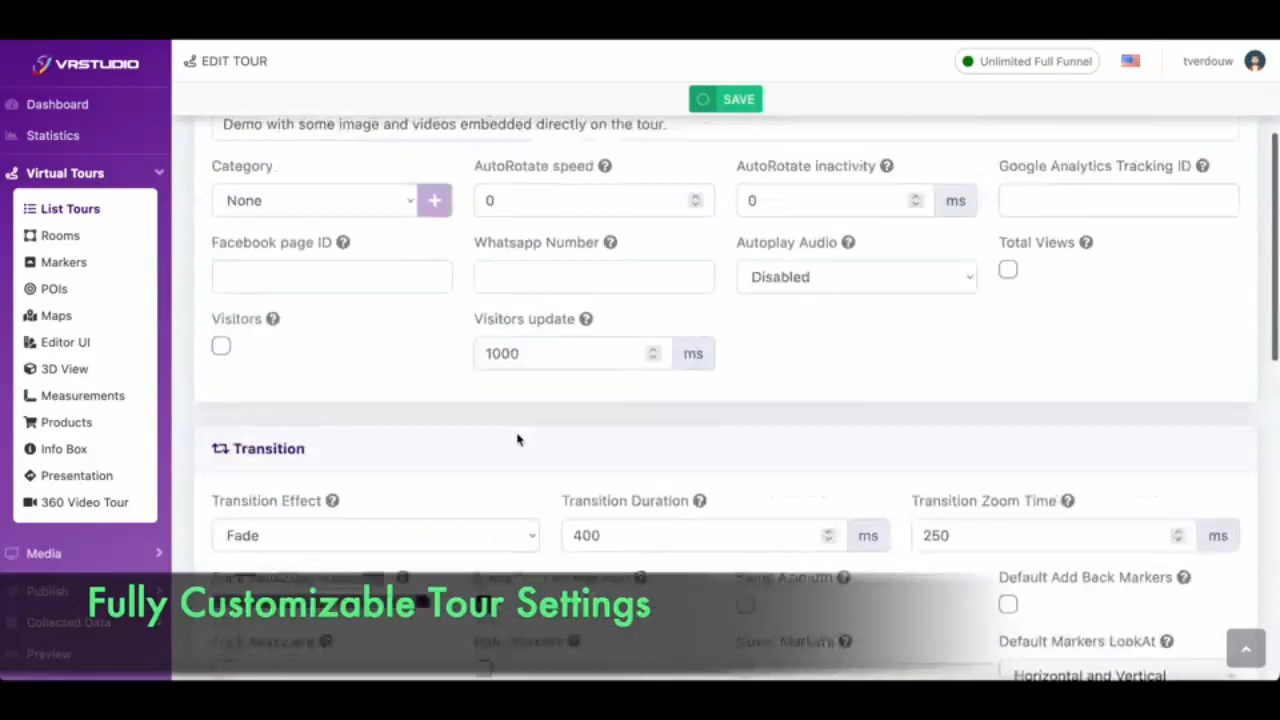 VRSTUDIO
EDIT TOUR
Unlimited Full Funnel
tverdouw
SAVE
Dashboard
Statistics
Virtual Tours
List Tours
Rooms
Markers
POIs
Maps
Editor UI
3D View
Measurements
Products
Info Box
Presentation
360 Video Tour
Media
Publish
Collected Data
Preview
Demo with some image and videos embedded directly on the tour.
Category
AutoRotate speed
AutoRotate inactivity
Google Analytics Tracking ID
None
+
0
0
ms
Facebook page ID
Whatsapp Number
Autoplay Audio
Total Views
Disabled
Visitors
Visitors update
1000
ms
Transition
Transition Effect
Transition Duration
Transition Zoom Time
Fade
400
ms
250
ms
Default Add Back Markers
Default Markers LookAt
Horizontal and Vertical
Fully Customizable Tour Settings